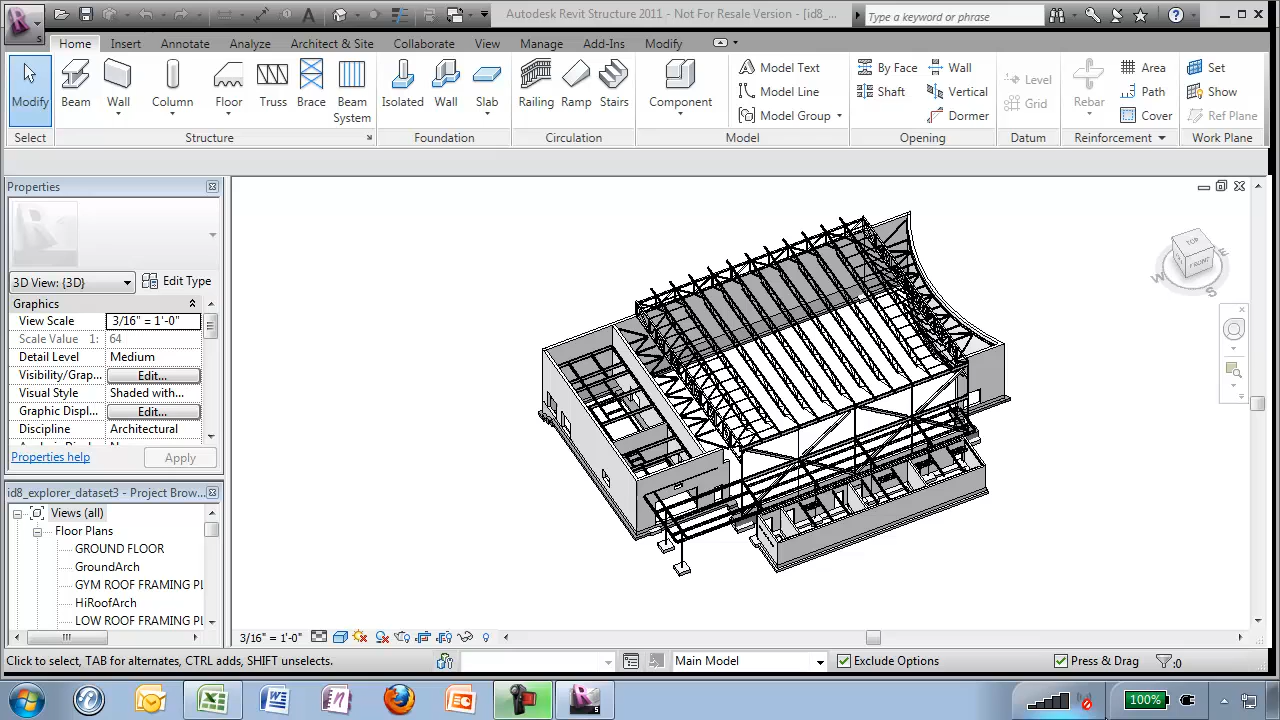 Autodesk Revit Structure 2011 - Not For Resale Version - [id8_...
Type a keyword or phrase
Home Insert Annotate Analyze Architect & Site Collaborate View Manage Add-Ins Modify
Modify Beam Wall Column Floor Truss Brace Beam System Isolated Wall Slab Railing Ramp Stairs Component
Model Text
Model Line
Model Group
By Face Wall
Shaft Vertical
Dormer
Level
Grid
Rebar
Area
Path
Cover
Set
Show
Ref Plane
Select Structure Foundation Circulation Model Opening Datum Reinforcement Work Plane
Properties
3D View: {3D} Edit Type
Graphics
View Scale 3/16" = 1'-0"
Scale Value 1: 64
Detail Level Medium
Visibility/Grap... Edit...
Visual Style Shaded with...
Graphic Displ... Edit...
Discipline Architectural
Properties help Apply
id8_explorer_dataset3 - Project Brow...
Views (all)
Floor Plans
GROUND FLOOR
GroundArch
GYM ROOF FRAMING PL
HiRoofArch
LOW ROOF FRAMING PL
TOP
FRONT
W
E
S
3/16" = 1'-0"
Click to select, TAB for alternates, CTRL adds, SHIFT unselects.
Main Model
Exclude Options
Press & Drag
:0
100%